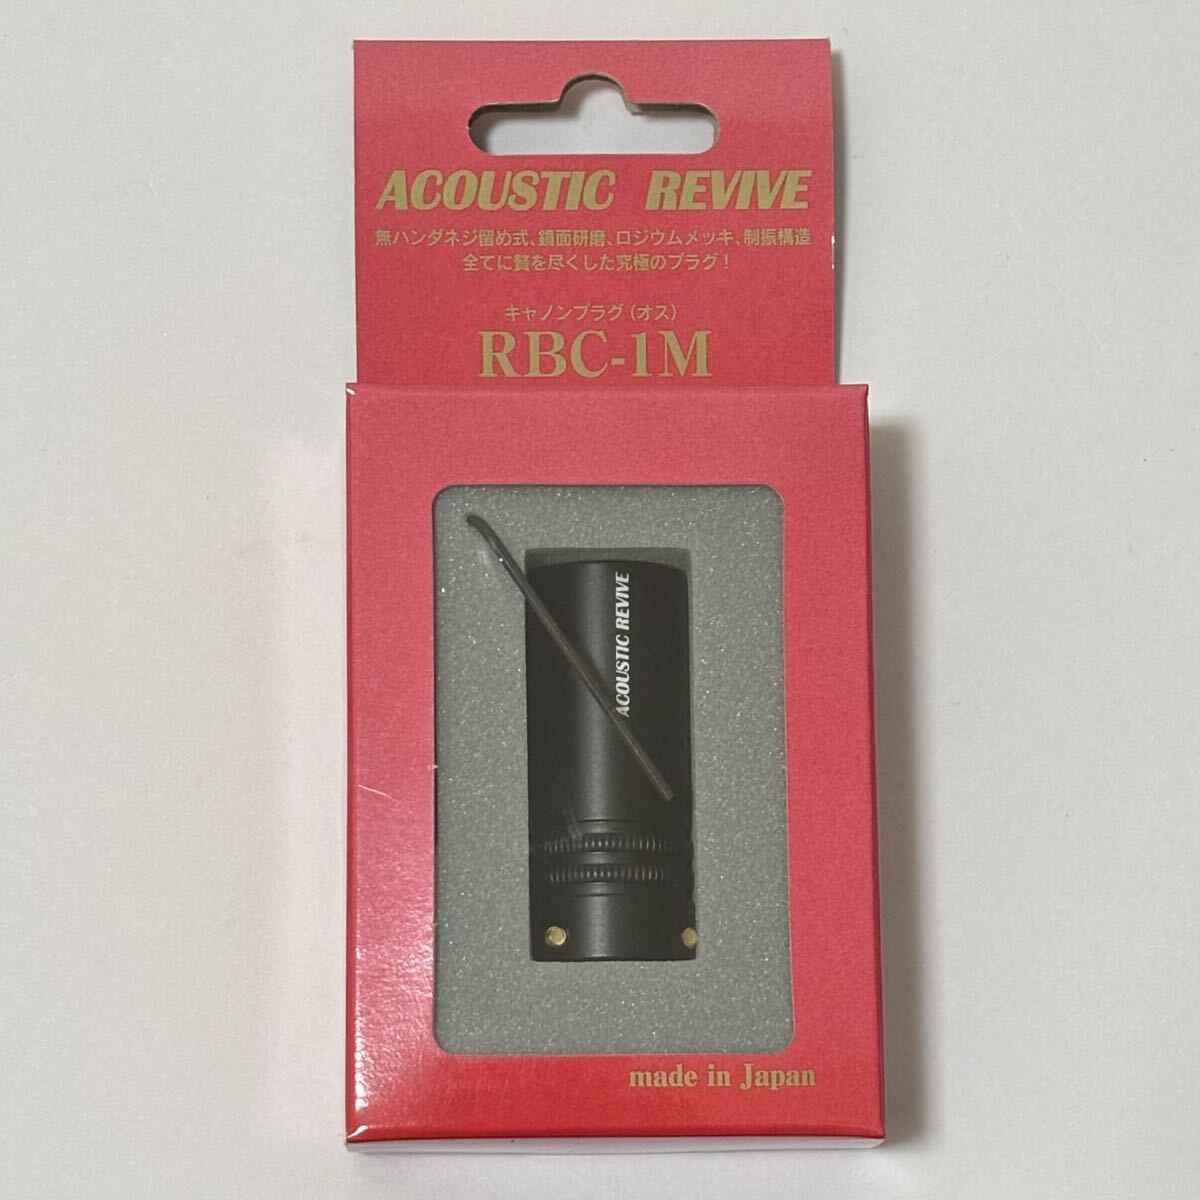 ACOUSTIC REVIVE
無ハンダネジ留め式、鏡面研磨、ロジウムメッキ、制振構造
全てに贅を尽くした究極のプラグ！
キャノンプラグ（オス）
RBC-1M
ACOUSTIC REVIVE
made in Japan